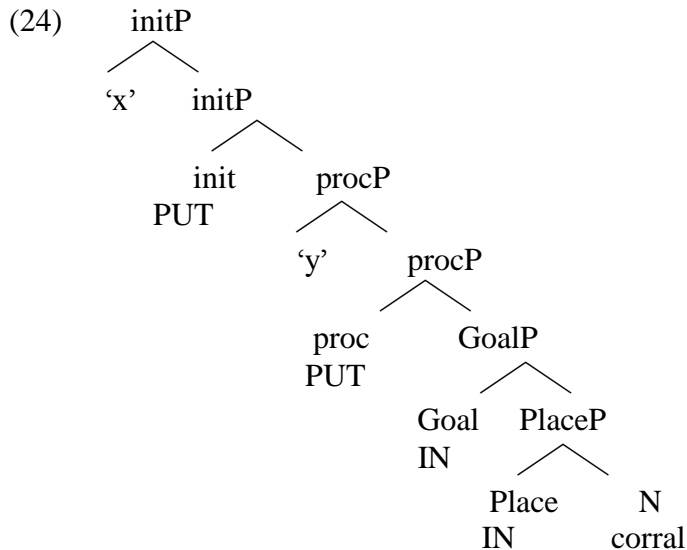 (24) initP
‘x’ initP
init procP
PUT
‘y’ procP
proc GoalP
PUT
Goal PlaceP
IN
Place N
IN corral